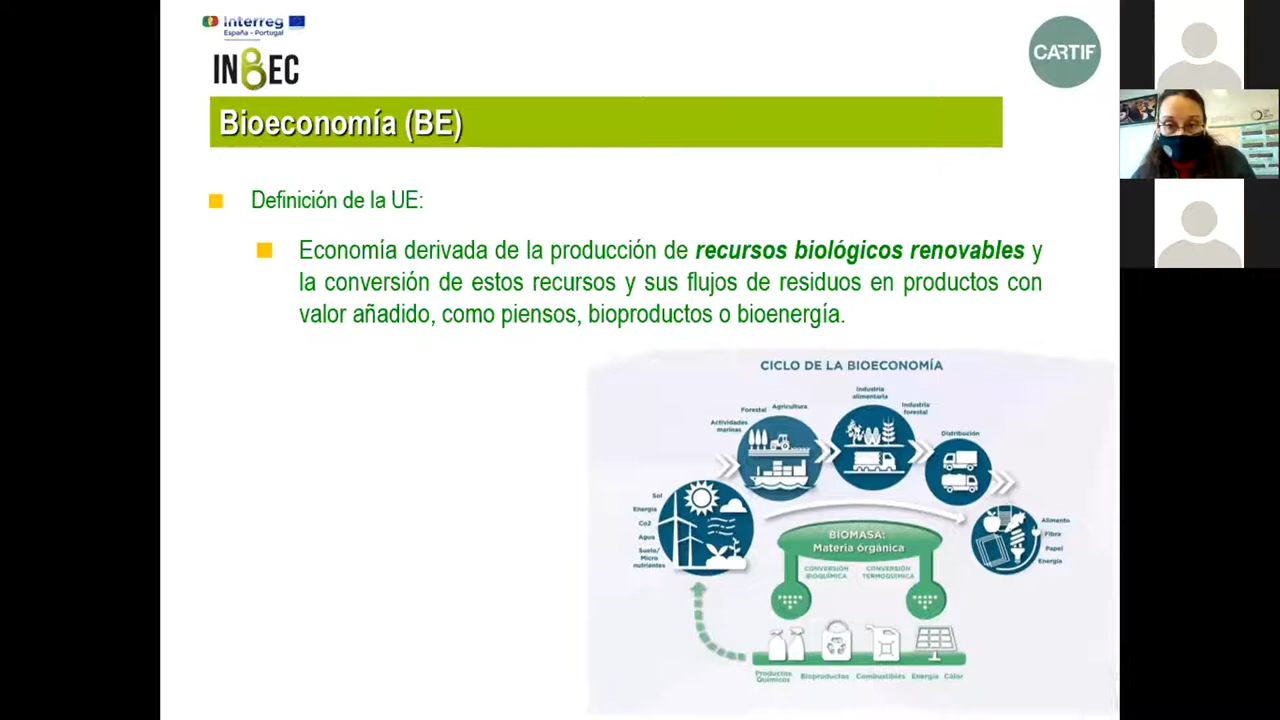 Interreg
España - Portugal
INBEC
CARTIF
Bioeconomía (BE)
Definición de la UE:
Economía derivada de la producción de recursos biológicos renovables y
la conversión de estos recursos y sus flujos de residuos en productos con
valor añadido, como piensos, bioproductos o bioenergía.
CICLO DE LA BIOECONOMÍA
Industria
alimentaria
Forestal
Agricultura
Industria
forestal
Actividades
marinas
Distribución
Sol
Energía
Co2
Agua
Suelo/
Micro
nutrientes
Alimento
Fibra
Papel
Energía
BIOMASA:
Materia órgánica
CONVERSIÓN
BIOQUÍMICA
CONVERSIÓN
TERMOQUÍMICA
Productos
Químicos
Bioproductos
Combustibles
Energía
Calor